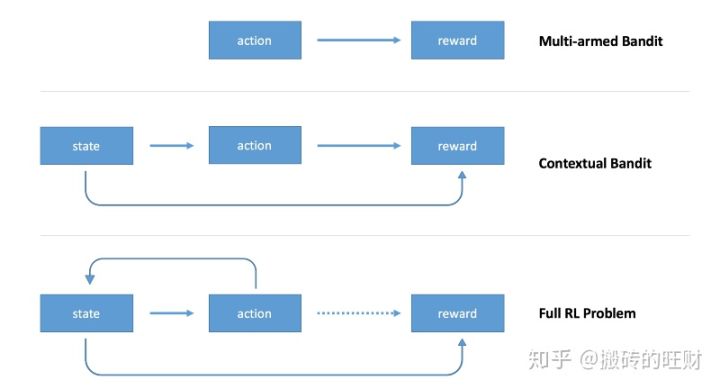 action reward Multi-armed Bandit
state action reward
Contextual Bandit
state action reward Full RL Problem
知乎 @搬砖的旺财